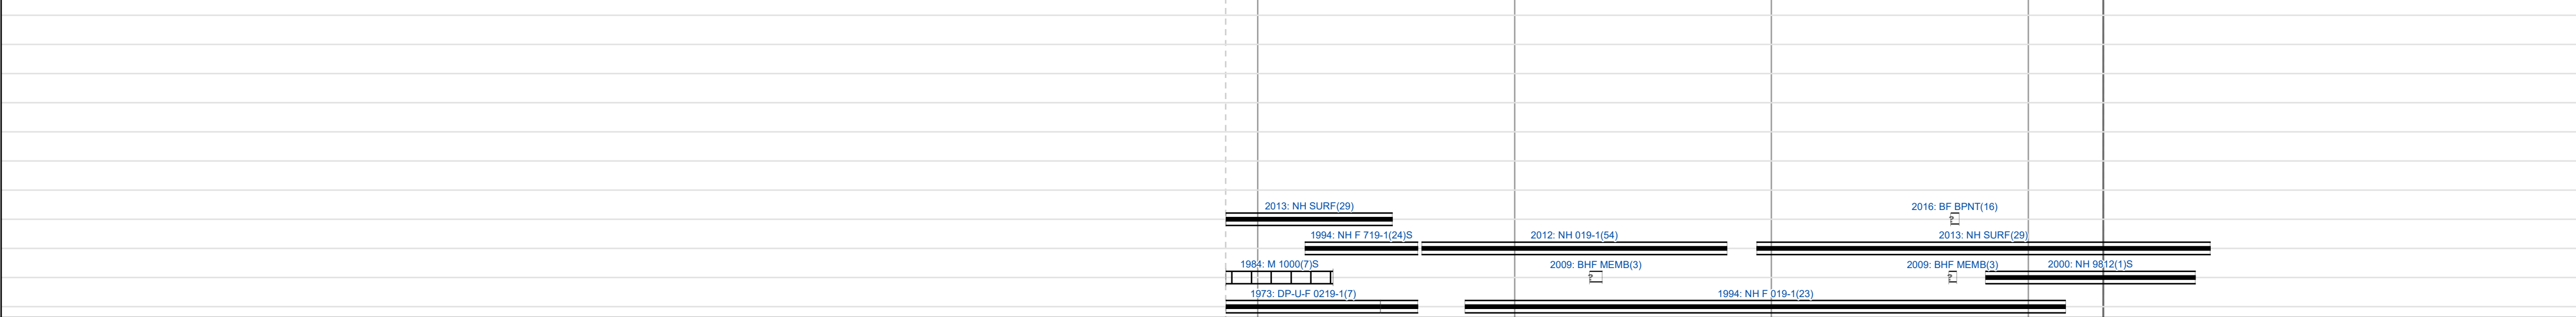 2013: NH SURF(29)
2016: BF BPNT(16)
1994: NH F 719-1(24)S
2012: NH 019-1(54)
2013: NH SURF(29)
1984: M 1000(7)S
2009: BHF MEMB(3)
2009: BHF MEMB(3)
2000: NH 9812(1)S
1973: DP-U-F 0219-1(7)
1994: NH F 019-1(23)